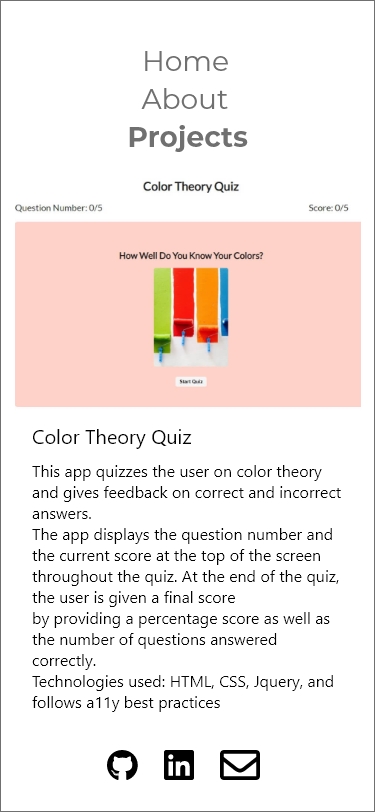 Home
About
Projects
Color Theory Quiz
Question Number: 0/5 Score: 0/5
How Well Do You Know Your Colors?
Start Quiz
Color Theory Quiz
This app quizzes the user on color theory
and gives feedback on correct and incorrect
answers.
The app displays the question number and
the current score at the top of the screen
throughout the quiz. At the end of the quiz,
the user is given a final score
by providing a percentage score as well as
the number of questions answered
correctly.
Technologies used: HTML, CSS, Jquery, and
follows a11y best practices
in